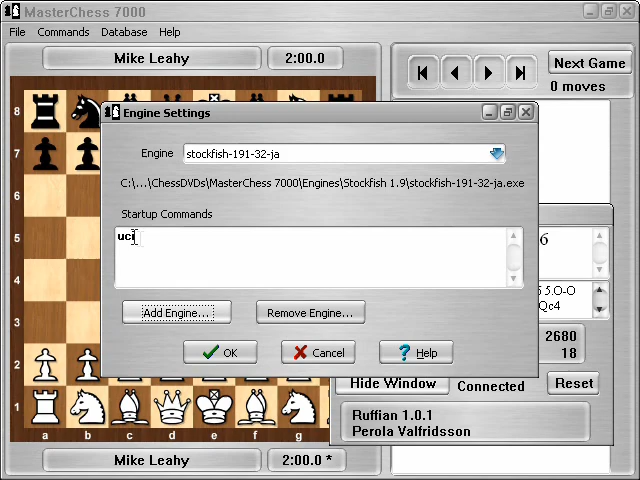 MasterChess 7000
File Commands Database Help
Mike Leahy 2:00.0
Next Game
0 moves
8
7
5
4
3
2
1
a b c d e f g
Mike Leahy 2:00.0 *
Engine Settings
Engine stockfish-191-32-ja
C:\...\ChessDVDs\MasterChess 7000\Engines\Stockfish 1.9\stockfish-191-32-ja.exe
Startup Commands
uci
Add Engine... Remove Engine...
OK Cancel Help
6
5.O-O
Qc4
2680
18
Hide Window Connected Reset
Ruffian 1.0.1
Perola Valfridsson